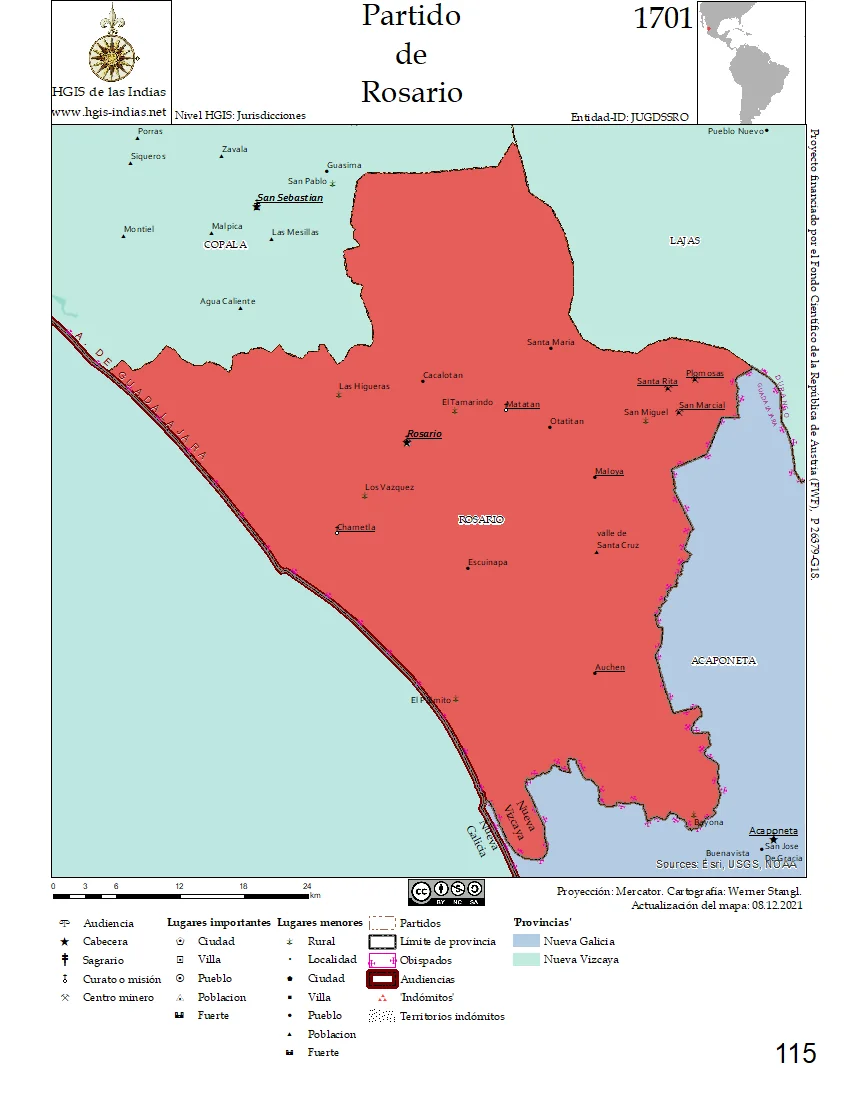 Partido
de
Rosario
1701
HGIS de las Indias
www.hgis-indias.net
Nivel HGIS: Jurisdicciones
Entidad-ID: JUGDSSRO
Proyecto financiado por el Fondo Científico de la República de Austria (FWF), P 26379-G18.
Porras
Siqueros
Zavala
Guasima
San Pablo
San Sebastian
Montiel
Malpica
Las Mesillas
COPALA
Agua Caliente
Pueblo Nuevo
LAJAS
A. DE GUADALAJARA
Santa Maria
Cacalotan
Las Higueras
El Tamarindo
Matatan
Santa Rita
Plomosas
San Miguel
San Marcial
DURANGO
GUADALAJARA
Otatitan
Rosario
Maloya
Los Vazquez
ROSARIO
Chametla
valle de
Santa Cruz
Escuinapa
ACAPONETA
Auchen
El Palmito
Nueva
Vizcaya
Nueva
Galicia
Bayona
Acaponeta
San Jose
De Gracia
Buenavista
Sources: Esri, USGS, NOAA
0 3 6 12 18 24
km
CC BY NC SA
Proyección: Mercator. Cartografía: Werner Stangl.
Actualización del mapa: 08.12.2021
Audiencia
Cabecera
Sagrario
Curato o misión
Centro minero
Lugares importantes
Ciudad
Villa
Pueblo
Poblacion
Fuerte
Lugares menores
Rural
Localidad
Ciudad
Villa
Pueblo
Poblacion
Fuerte
Partidos
Límite de provincia
Obispados
Audiencias
'Indómitos'
Territorios indómitos
'Provincias'
Nueva Galicia
Nueva Vizcaya
115